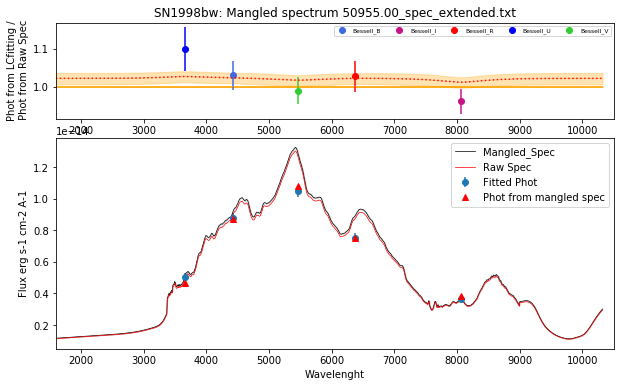 SN1998bw: Mangled spectrum 50955.00_spec_extended.txt
Phot from LCfitting /
Phot from Raw Spec
1.1
1.0
Bessell_B
Bessell_I
Bessell_R
Bessell_U
Bessell_V
2000 3000 4000 5000 6000 7000 8000 9000 10000
1e−14
Flux erg s-1 cm-2 A-1
1.2
1.0
0.8
0.6
0.4
0.2
Mangled_Spec
Raw Spec
Fitted Phot
Phot from mangled spec
2000 3000 4000 5000 6000 7000 8000 9000 10000
Wavelenght